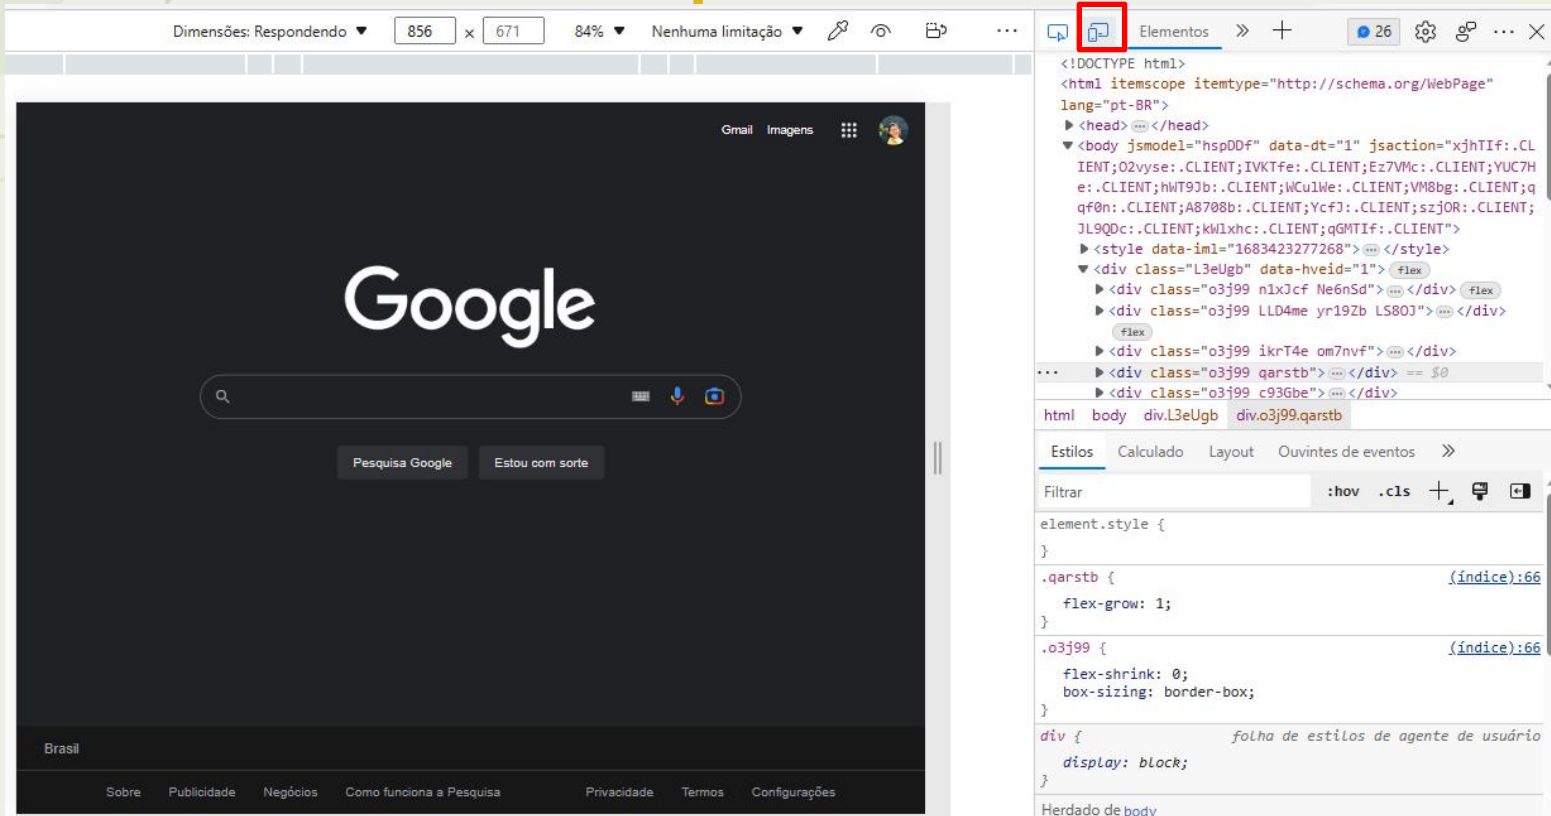 Dimensões: Respondendo ▼ 856 x 671 84% ▼ Nenhuma limitação ▼ ...
Elementos 26
Gmail Imagens
Google
Pesquisa Google Estou com sorte
Brasil
Sobre Publicidade Negócios Como funciona a Pesquisa Privacidade Termos Configurações
<!DOCTYPE html>
<html itemscope itemtype="http://schema.org/WebPage"
lang="pt-BR">
▶<head>…</head>
▼<body jsmodel="hspDDf" data-dt="1" jsaction="xjhTIf:.CL
IENT;O2vyse:.CLIENT;IVKTfe:.CLIENT;Ez7VMc:.CLIENT;YUC7H
e:.CLIENT;hWT9Jb:.CLIENT;WCulWe:.CLIENT;VM8bg:.CLIENT;q
qf0n:.CLIENT;A8708b:.CLIENT;YcfJ:.CLIENT;szjOR:.CLIENT;
JL9QDc:.CLIENT;kWlxhc:.CLIENT;qGMTIf:.CLIENT">
▶<style data-iml="1683423277268">…</style>
▼<div class="L3eUgb" data-hveid="1"> flex
▶<div class="o3j99 n1xJcf Ne6nSd">…</div> flex
▶<div class="o3j99 LLD4me yr19Zb LS8OJ">…</div>
flex
▶<div class="o3j99 ikrT4e om7nvf">…</div>
... ▶<div class="o3j99 qarstb">…</div> == $0
▶<div class="o3j99 c93Gbe">…</div>
html body div.L3eUgb div.o3j99.qarstb
Estilos Calculado Layout Ouvintes de eventos
Filtrar :hov .cls
element.style {
}
.qarstb { (índice):66
flex-grow: 1;
}
.o3j99 { (índice):66
flex-shrink: 0;
box-sizing: border-box;
}
div { folha de estilos de agente de usuário
display: block;
}
Herdado de body